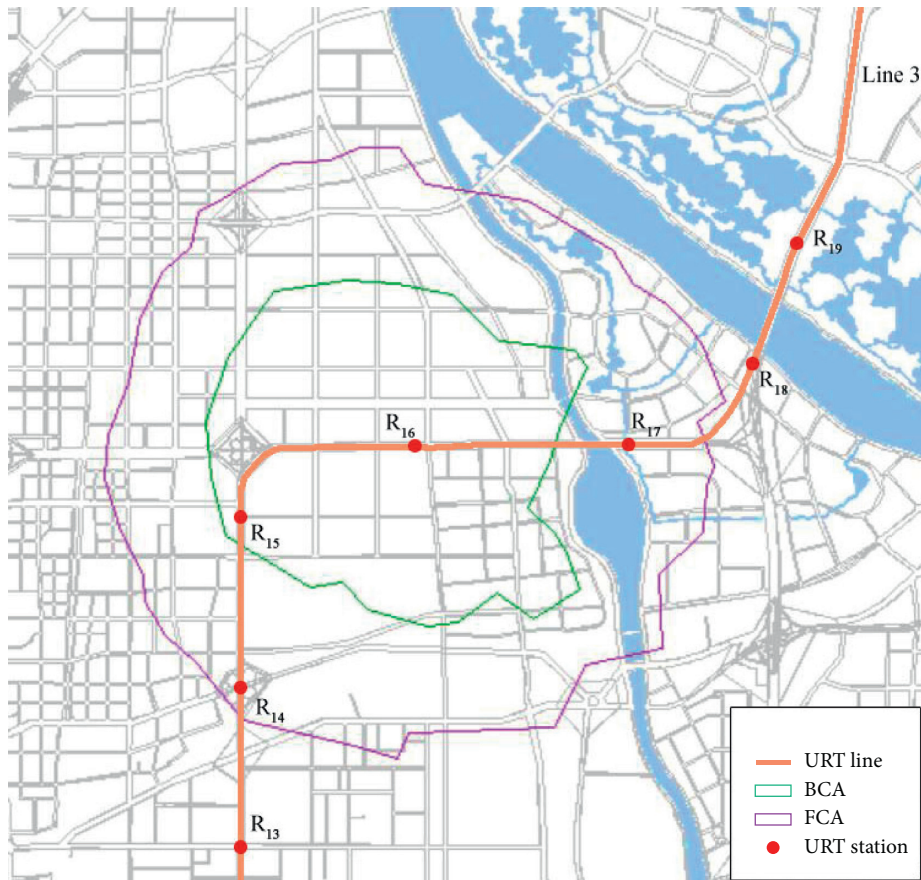 Line 3
R19
R18
R16
R17
R15
R14
R13
URT line
BCA
FCA
URT station